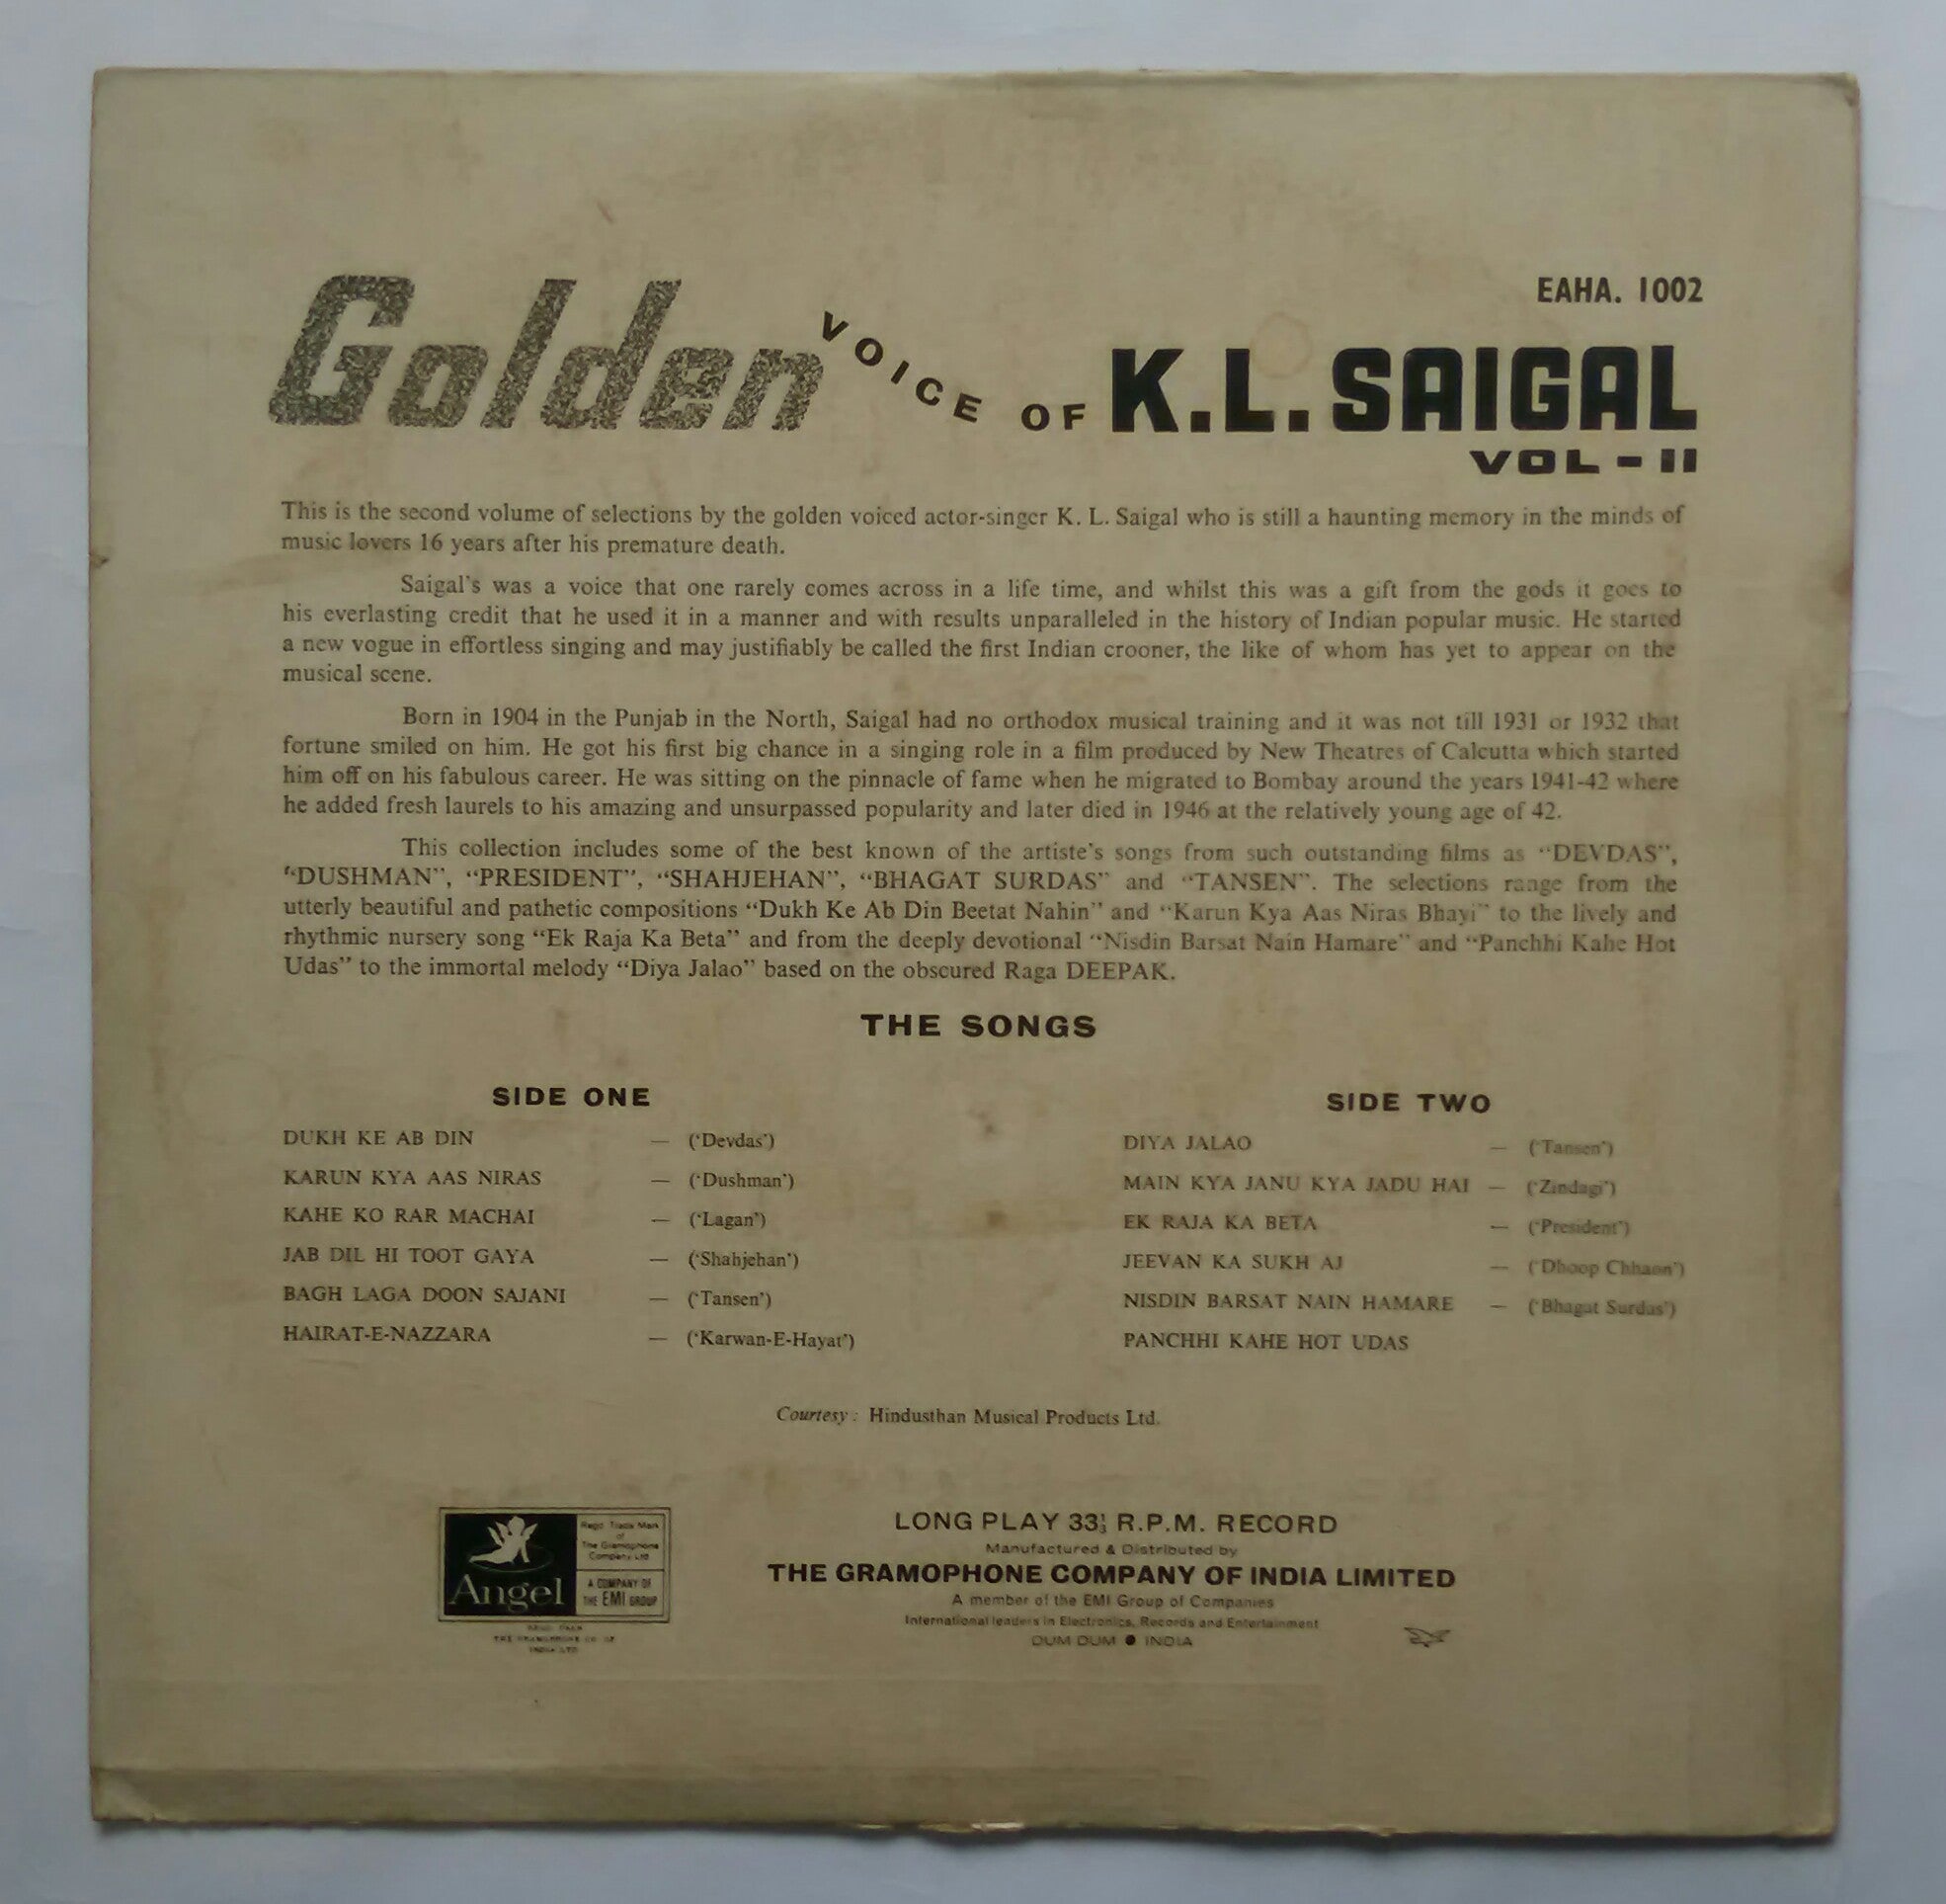 EAHA. 1002
Golden VOICE OF K.L. SAIGAL
VOL - II
This is the second volume of selections by the golden voiced actor-singer K. L. Saigal who is still a haunting memory in the minds of
music lovers 16 years after his premature death.
Saigal's was a voice that one rarely comes across in a life time, and whilst this was a gift from the gods it goes to
his everlasting credit that he used it in a manner and with results unparalleled in the history of Indian popular music. He started
a new vogue in effortless singing and may justifiably be called the first Indian crooner, the like of whom has yet to appear on the
musical scene.
Born in 1904 in the Punjab in the North, Saigal had no orthodox musical training and it was not till 1931 or 1932 that
fortune smiled on him. He got his first big chance in a singing role in a film produced by New Theatres of Calcutta which started
him off on his fabulous career. He was sitting on the pinnacle of fame when he migrated to Bombay around the years 1941-42 where
he added fresh laurels to his amazing and unsurpassed popularity and later died in 1946 at the relatively young age of 42.
This collection includes some of the best known of the artiste's songs from such outstanding films as "DEVDAS",
"DUSHMAN", "PRESIDENT", "SHAHJEHAN", "BHAGAT SURDAS" and "TANSEN". The selections range from the
utterly beautiful and pathetic compositions "Dukh Ke Ab Din Beetat Nahin" and "Karun Kya Aas Niras Bhayi" to the lively and
rhythmic nursery song "Ek Raja Ka Beta" and from the deeply devotional "Nisdin Barsat Nain Hamare" and "Panchhi Kahe Hot
Udas" to the immortal melody "Diya Jalao" based on the obscured Raga DEEPAK.
THE SONGS
SIDE ONE
DUKH KE AB DIN — ('Devdas')
KARUN KYA AAS NIRAS — ('Dushman')
KAHE KO RAR MACHAI — ('Lagan')
JAB DIL HI TOOT GAYA — ('Shahjehan')
BAGH LAGA DOON SAJANI — ('Tansen')
HAIRAT-E-NAZZARA — ('Karwan-E-Hayat')
SIDE TWO
DIYA JALAO — ('Tansen')
MAIN KYA JANU KYA JADU HAI — ('Zindagi')
EK RAJA KA BETA — ('President')
JEEVAN KA SUKH AJ — ('Dhoop Chhaon')
NISDIN BARSAT NAIN HAMARE — ('Bhagat Surdas')
PANCHHI KAHE HOT UDAS
Courtesy : Hindusthan Musical Products Ltd.
Angel
Regd. Trade Mark
of
The Gramophone
Company Ltd
A COMPANY OF
THE EMI GROUP
THE GRAMOPHONE CO OF
INDIA LTD
LONG PLAY 33⅓ R.P.M. RECORD
Manufactured & Distributed by
THE GRAMOPHONE COMPANY OF INDIA LIMITED
A member of the EMI Group of Companies
International leaders in Electronics, Records and Entertainment
DUM DUM ● INDIA